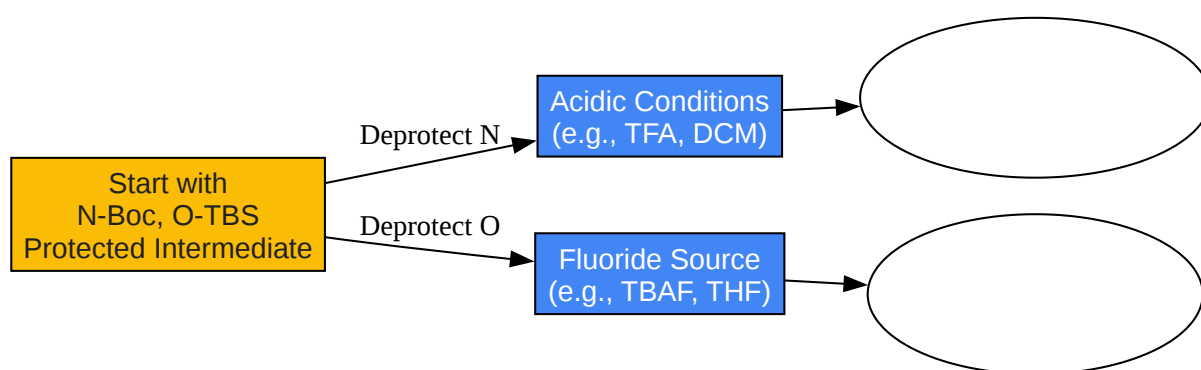 Start with
N-Boc, O-TBS
Protected Intermediate
Deprotect N
Deprotect O
Acidic Conditions
(e.g., TFA, DCM)
Fluoride Source
(e.g., TBAF, THF)